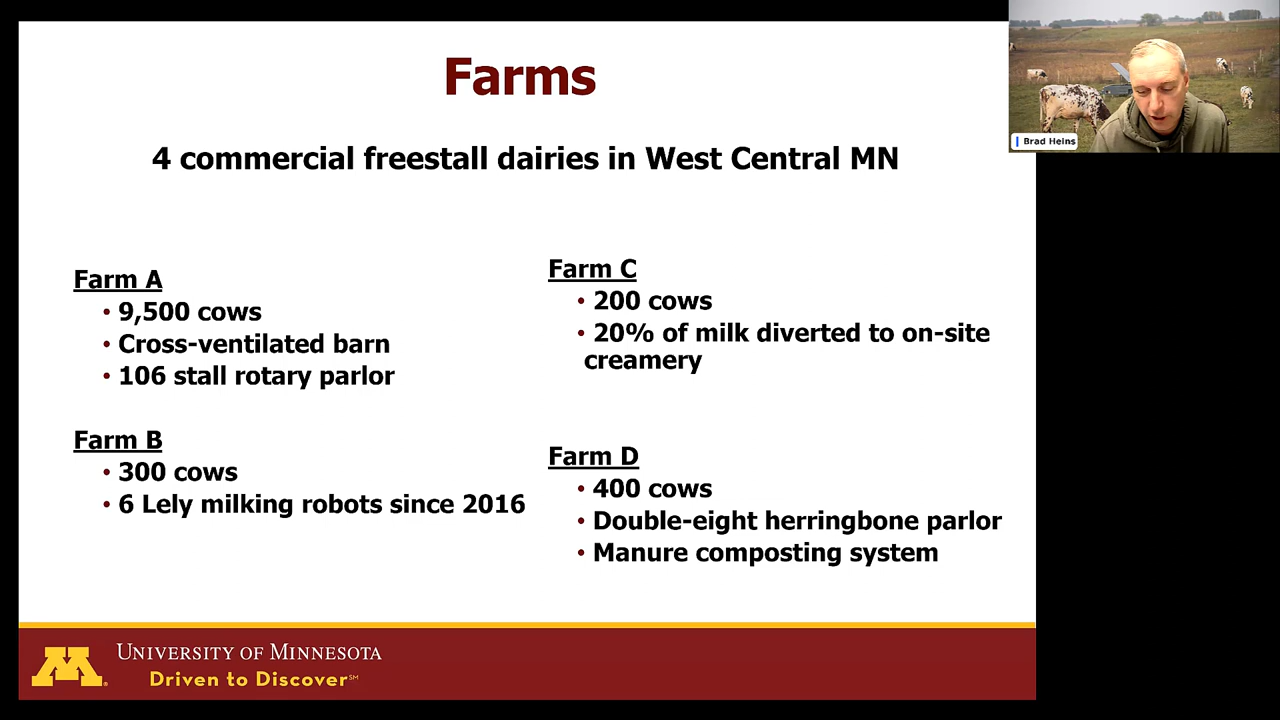 Farms
4 commercial freestall dairies in West Central MN
Farm A
• 9,500 cows
• Cross-ventilated barn
• 106 stall rotary parlor
Farm B
• 300 cows
• 6 Lely milking robots since 2016
Farm C
• 200 cows
• 20% of milk diverted to on-site
creamery
Farm D
• 400 cows
• Double-eight herringbone parlor
• Manure composting system
UNIVERSITY OF MINNESOTA
Driven to Discover℠
Brad Heins